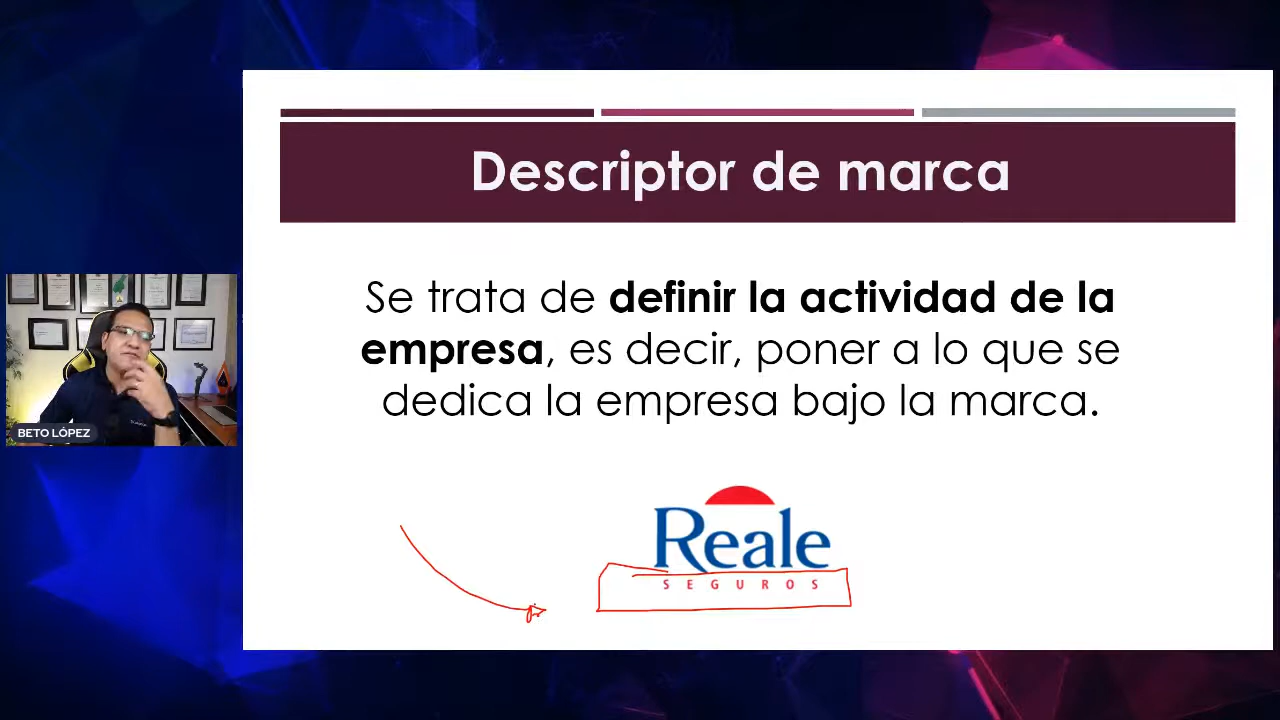 Descriptor de marca
Se trata de definir la actividad de la
empresa, es decir, poner a lo que se
dedica la empresa bajo la marca.
Reale
SEGUROS
BETO LÓPEZ